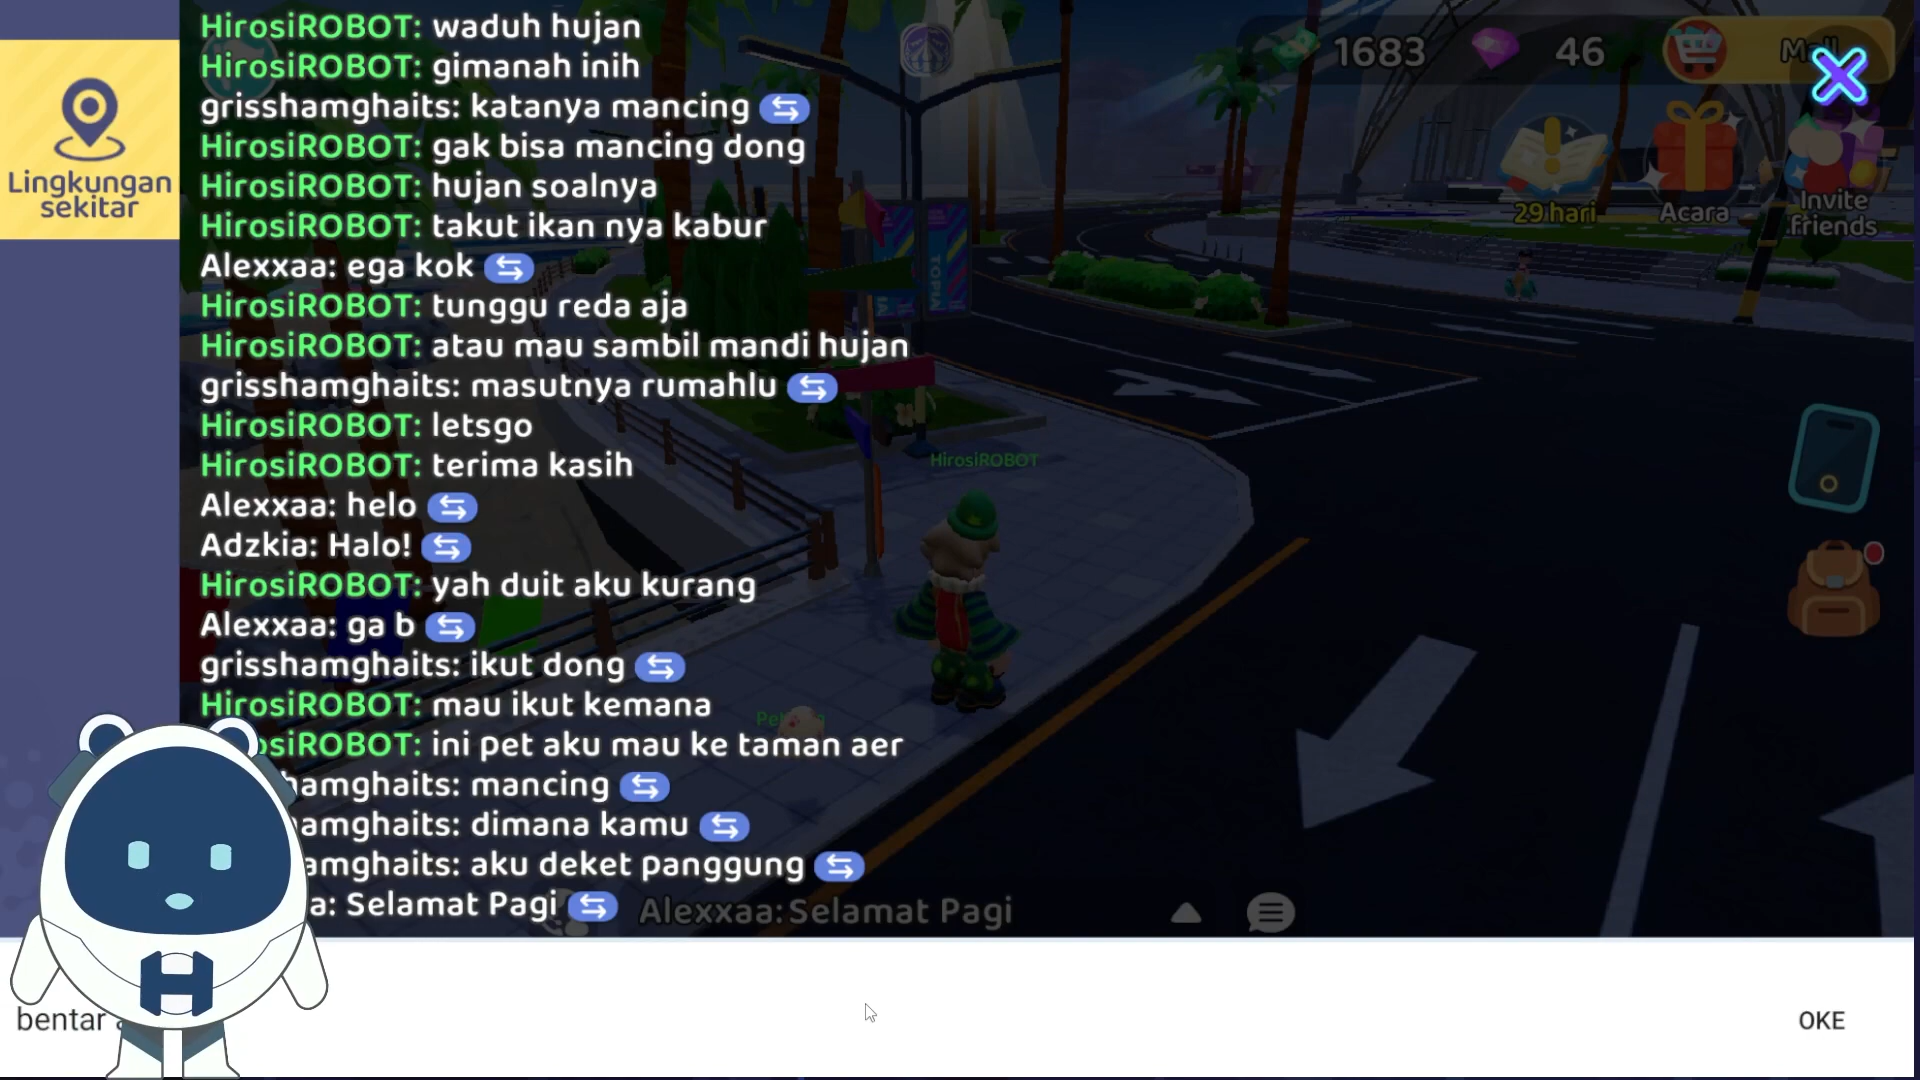 HirosiROBOT: waduh hujan
HirosiROBOT: gimanah inih
grisshamghaits: katanya mancing
HirosiROBOT: gak bisa mancing dong
HirosiROBOT: hujan soalnya
HirosiROBOT: takut ikan nya kabur
Alexxaa: ega kok
HirosiROBOT: tunggu reda aja
HirosiROBOT: atau mau sambil mandi hujan
grisshamghaits: masutnya rumahlu
HirosiROBOT: letsgo
HirosiROBOT: terima kasih
Alexxaa: helo
Adzkia: Halo!
HirosiROBOT: yah duit aku kurang
Alexxaa: ga b
grisshamghaits: ikut dong
HirosiROBOT: mau ikut kemana
osiROBOT: ini pet aku mau ke taman aer
hamghaits: mancing
hamghaits: dimana kamu
amghaits: aku deket panggung
a: Selamat Pagi
Alexxaa: Selamat Pagi
Lingkungan
sekitar
1683
46
29 hari
Acara
Invite
friends
TOPIA
HirosiROBOT
H
bentar
OKE